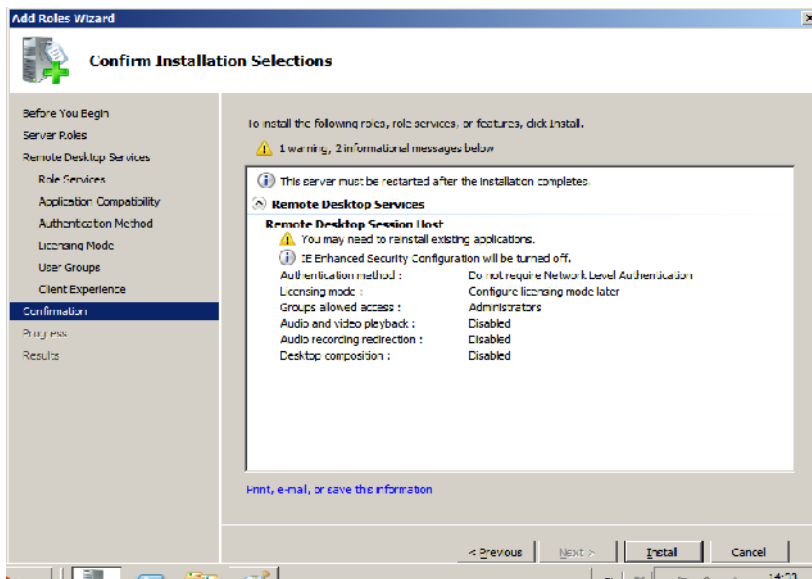 Add Roles Wizard
Confirm Installation Selections
Before You Begin
Server Roles
Remote Desktop Services
Role Services
Application Compatibility
Authentication Method
Licensing Mode
User Groups
Client Experience
Confirmation
Progress
Results
To install the following roles, role services, or features, click Install.
1 warning, 2 informational messages below
This server must be restarted after the installation completes.
Remote Desktop Services
Remote Desktop Session Host
You may need to reinstall existing applications.
IE Enhanced Security Configuration will be turned off.
Authentication method : Do not require Network Level Authentication
Licensing mode : Configure licensing mode later
Groups allowed access : Administrators
Audio and video playback : Disabled
Audio recording redirection : Disabled
Desktop composition : Disabled
Print, e-mail, or save this information
< Previous Next > Install Cancel